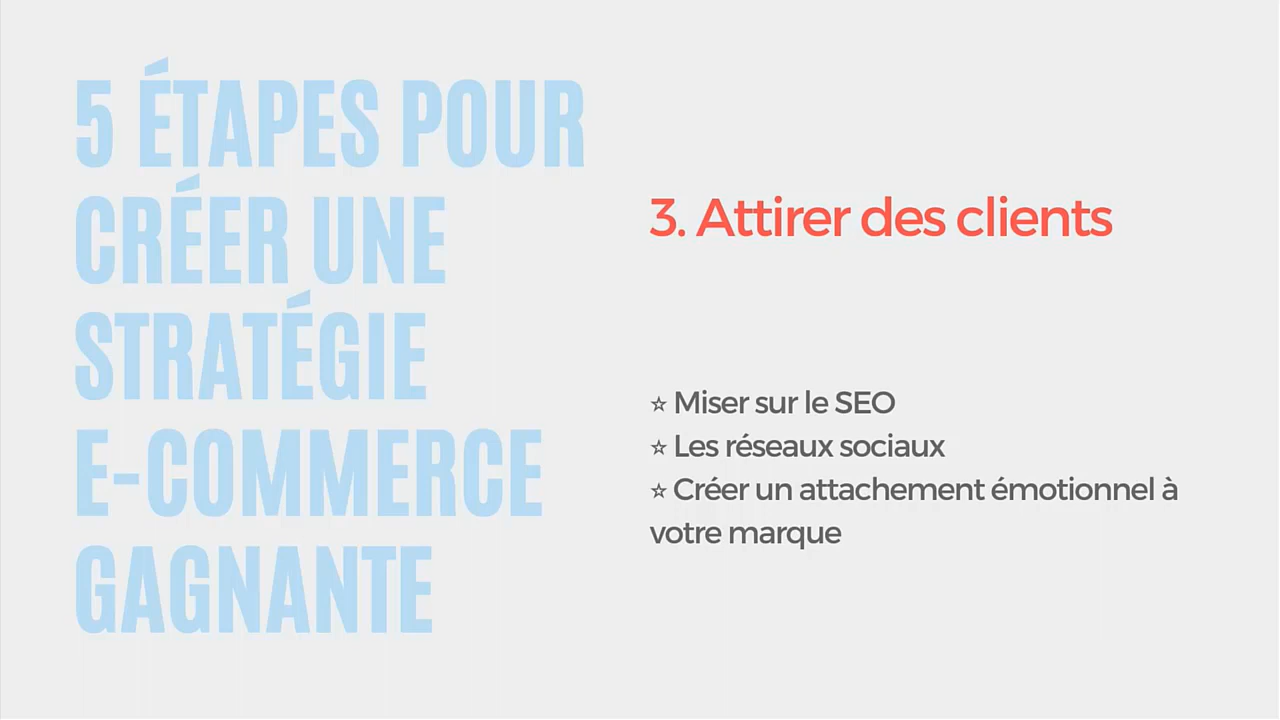 5 ÉTAPES POUR
CRÉER UNE
STRATÉGIE
E-COMMERCE
GAGNANTE
3. Attirer des clients
⭐ Miser sur le SEO
⭐ Les réseaux sociaux
⭐ Créer un attachement émotionnel à
votre marque